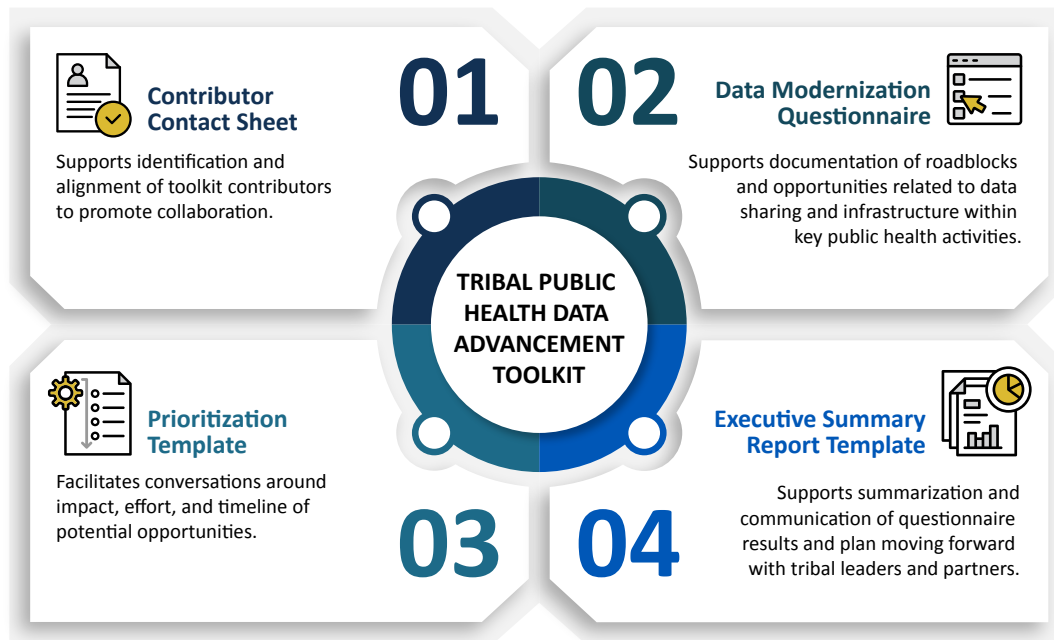 01
Contributor
Contact Sheet
Supports identification and
alignment of toolkit contributors
to promote collaboration.
02
Data Modernization
Questionnaire
Supports documentation of roadblocks
and opportunities related to data
sharing and infrastructure within
key public health activities.
TRIBAL PUBLIC
HEALTH DATA
ADVANCEMENT
TOOLKIT
Prioritization
Template
Facilitates conversations around
impact, effort, and timeline of
potential opportunities.
03
Executive Summary
Report Template
Supports summarization and
communication of questionnaire
results and plan moving forward
with tribal leaders and partners.
04